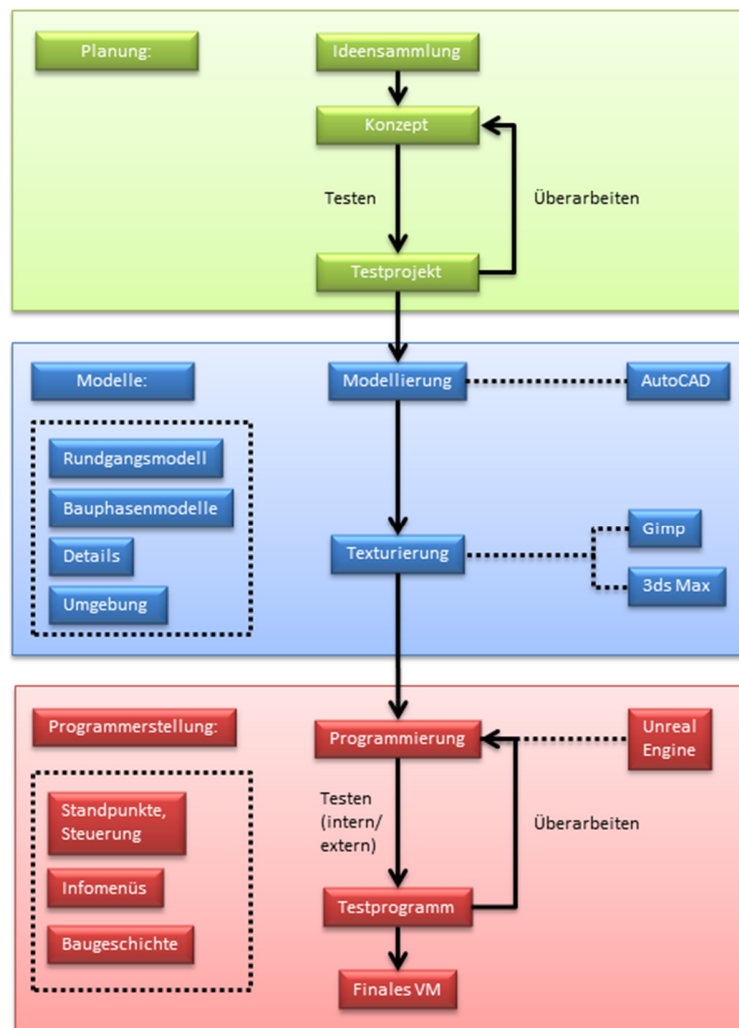 Planung:
Ideensammlung
Konzept
Testen
Überarbeiten
Testprojekt
Modelle:
Modellierung
AutoCAD
Rundgangsmodell
Bauphasenmodelle
Details
Umgebung
Texturierung
Gimp
3ds Max
Programmerstellung:
Programmierung
Unreal
Engine
Standpunkte,
Steuerung
Infomenüs
Baugeschichte
Testen
(intern/
extern)
Überarbeiten
Testprogramm
Finales VM